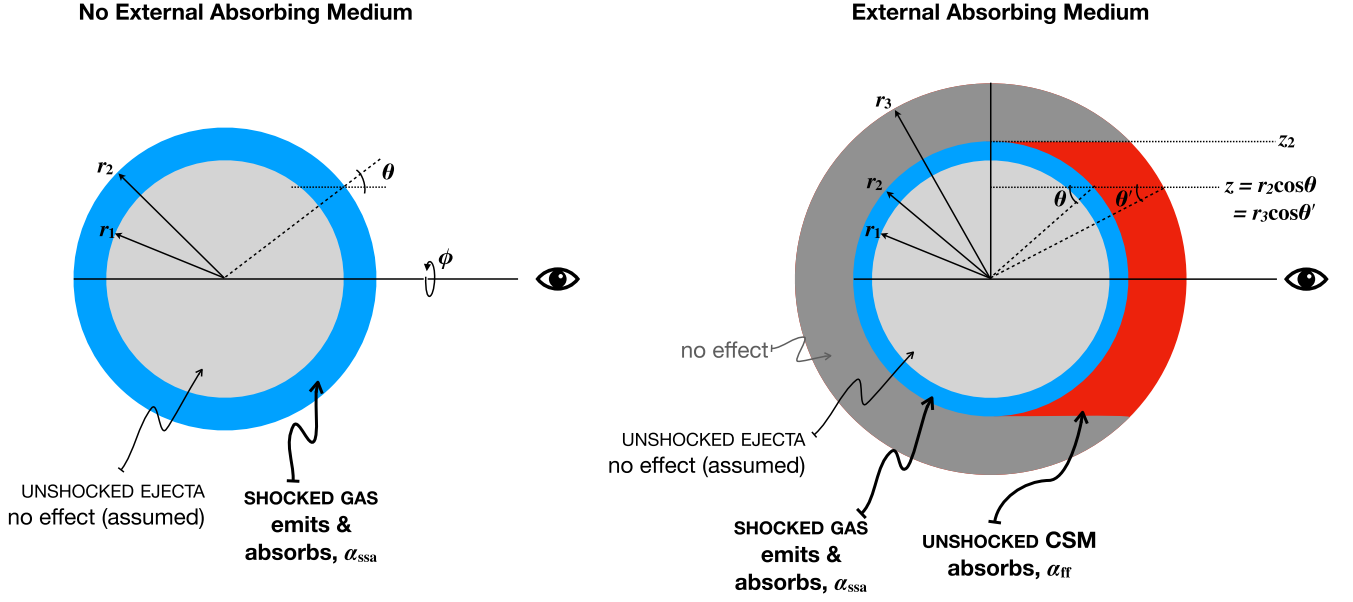 No External Absorbing Medium
r2
θ
r1
ϕ
UNSHOCKED EJECTA
no effect (assumed)
SHOCKED GAS
emits &
absorbs, αssa
External Absorbing Medium
r3
z2
r2
θ
θ′
z = r2cosθ
= r3cosθ′
r1
no effect
UNSHOCKED EJECTA
no effect (assumed)
SHOCKED GAS
emits &
absorbs, αssa
UNSHOCKED CSM
absorbs, αff